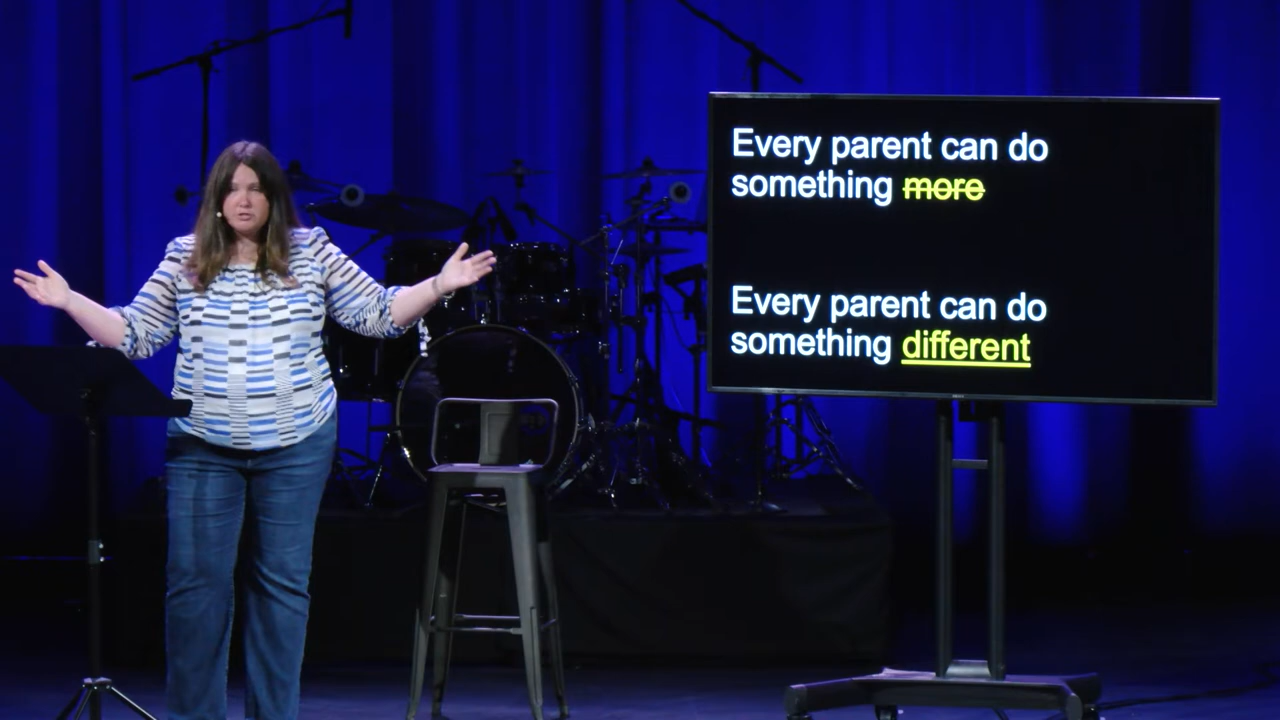 Every parent can do
something more
Every parent can do
something different